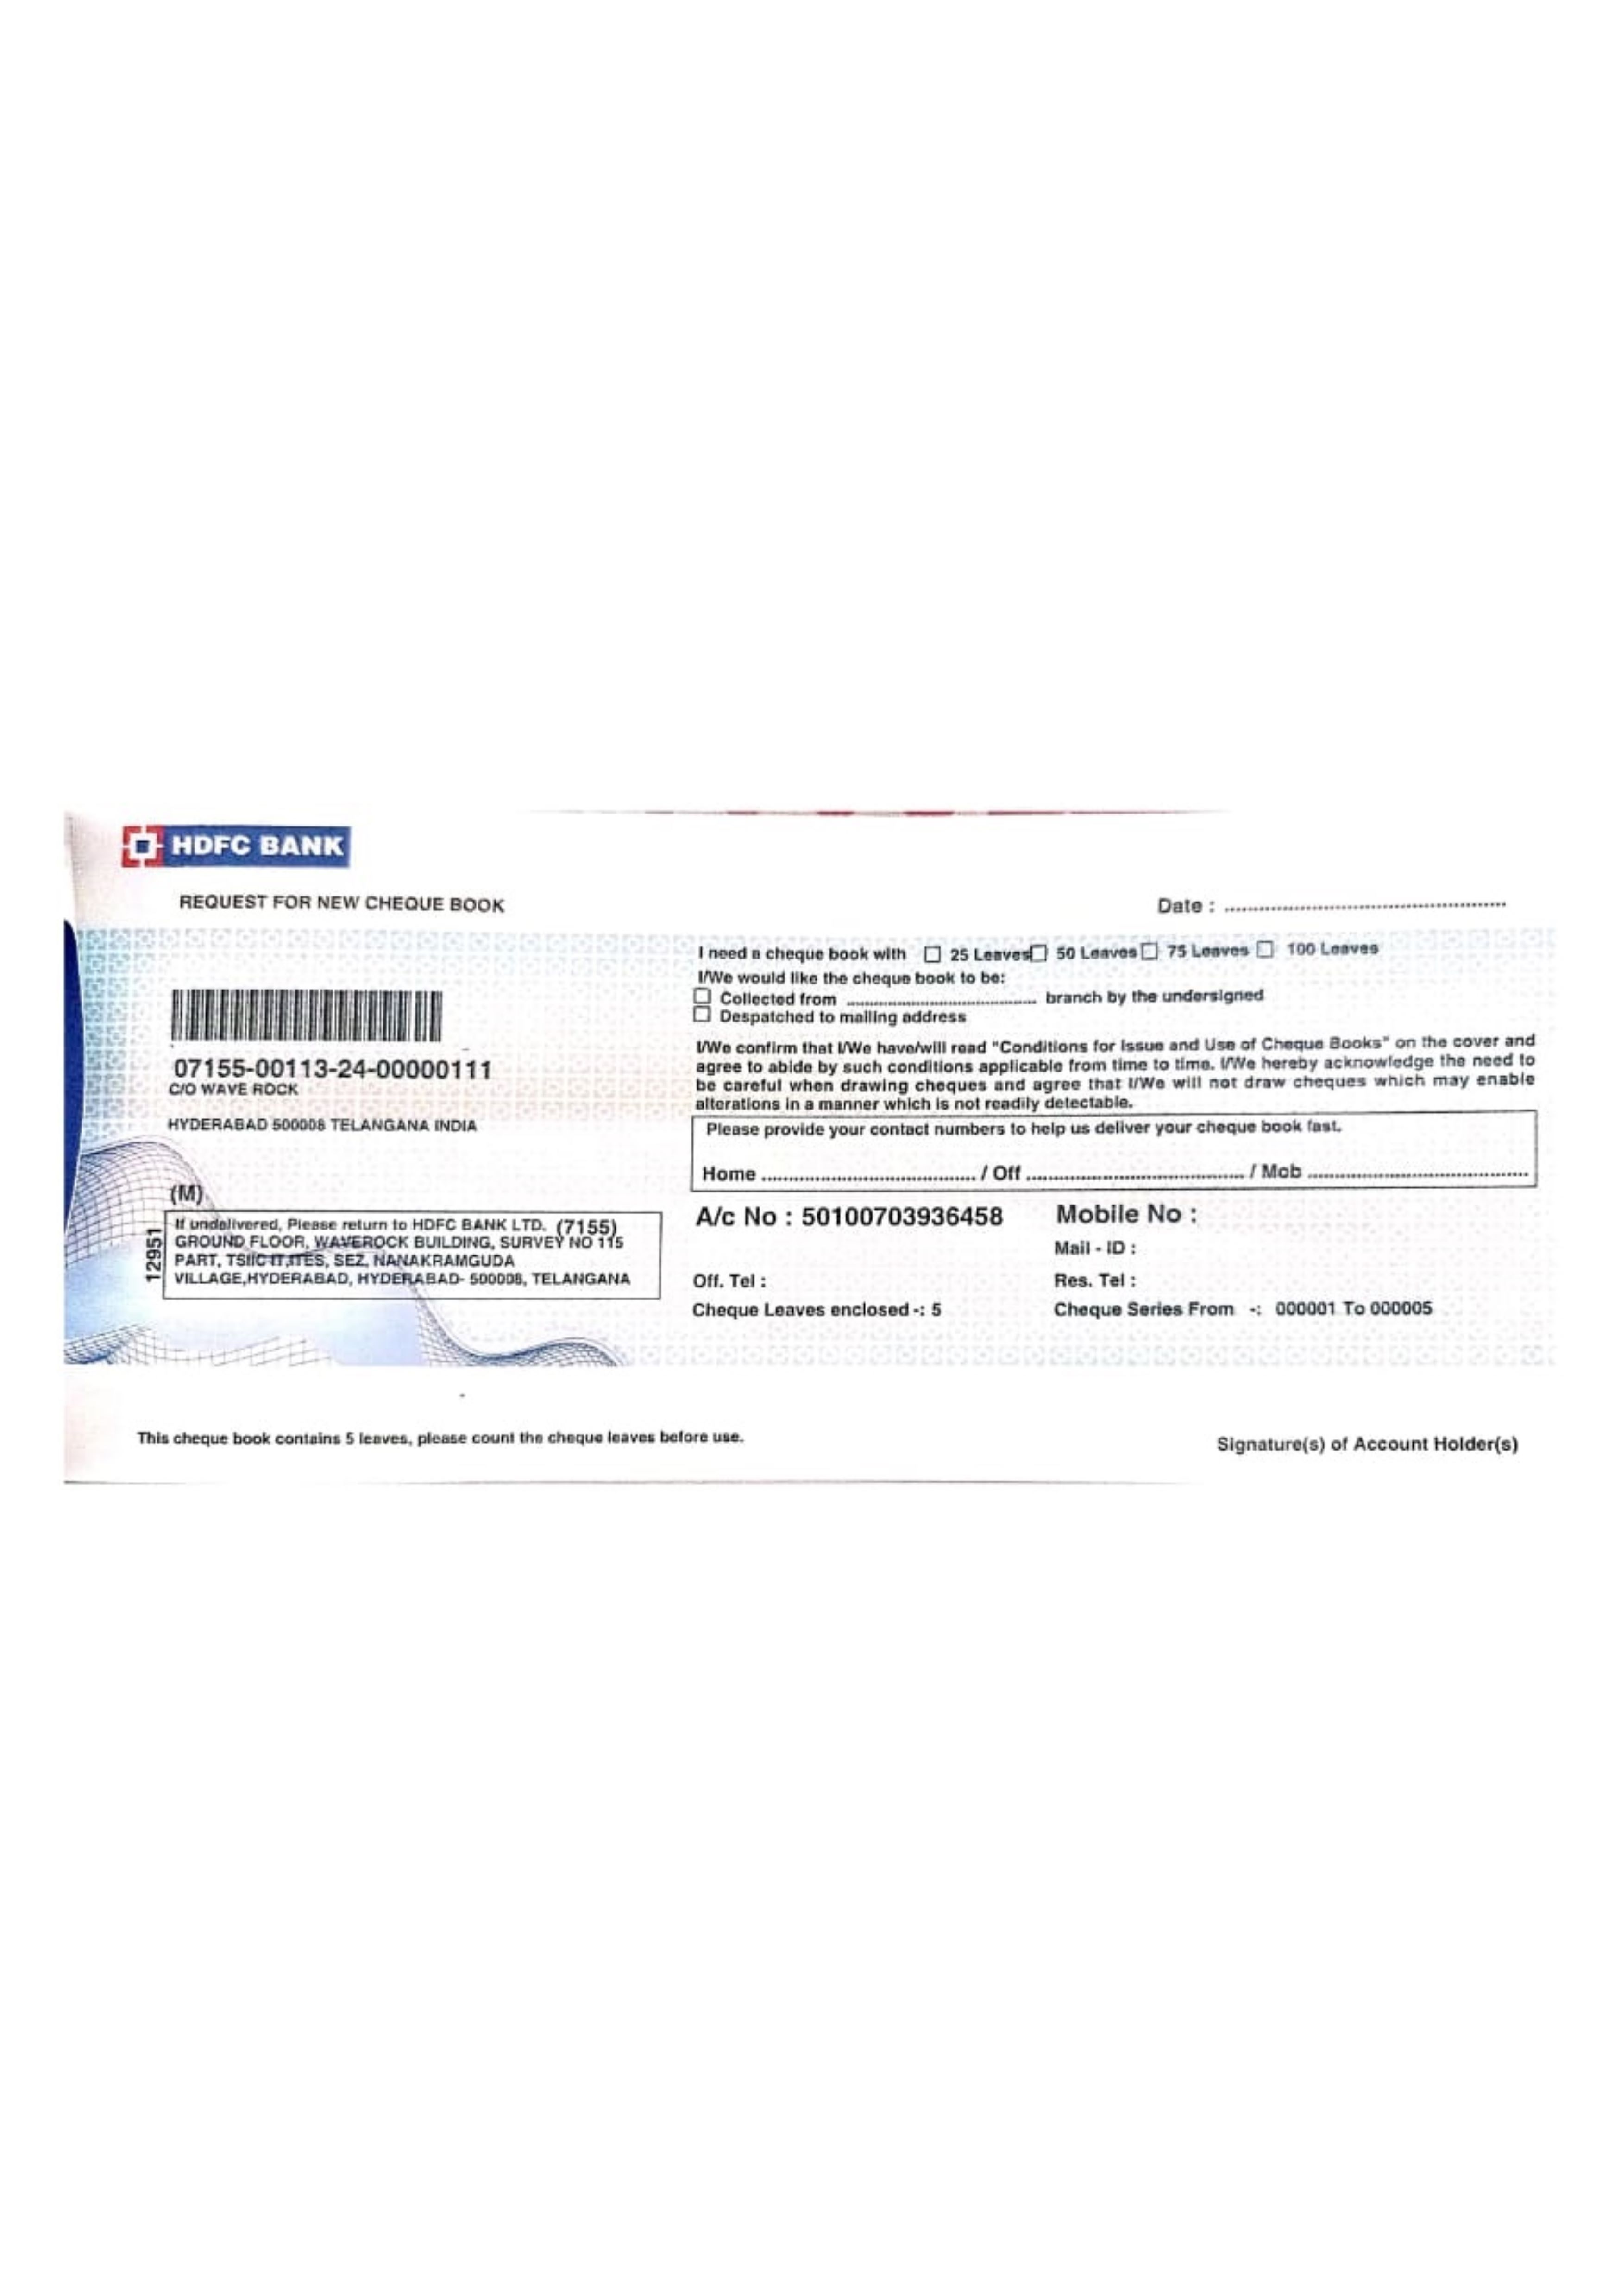 HDFC BANK
REQUEST FOR NEW CHEQUE BOOK
Date : ................................................
I need a cheque book with 25 Leaves 50 Leaves 75 Leaves 100 Leaves
I/We would like the cheque book to be:
Collected from ................................ branch by the undersigned
Despatched to mailing address
07155-00113-24-00000111
C/O WAVE ROCK
HYDERABAD 500008 TELANGANA INDIA
I/We confirm that I/We have/will read "Conditions for Issue and Use of Cheque Books" on the cover and
agree to abide by such conditions applicable from time to time. I/We hereby acknowledge the need to
be careful when drawing cheques and agree that I/We will not draw cheques which may enable
alterations in a manner which is not readily detectable.
Please provide your contact numbers to help us deliver your cheque book fast.
Home ..................................... / Off ..................................... / Mob .....................................
(M)
12951
If undelivered, Please return to HDFC BANK LTD. (7155)
GROUND FLOOR, WAVEROCK BUILDING, SURVEY NO 115
PART, TSIIC IT,ITES, SEZ, NANAKRAMGUDA
VILLAGE,HYDERABAD, HYDERABAD- 500008, TELANGANA
A/c No : 50100703936458 Mobile No :
Mail - ID :
Off. Tel : Res. Tel :
Cheque Leaves enclosed -: 5 Cheque Series From -: 000001 To 000005
This cheque book contains 5 leaves, please count the cheque leaves before use.
Signature(s) of Account Holder(s)